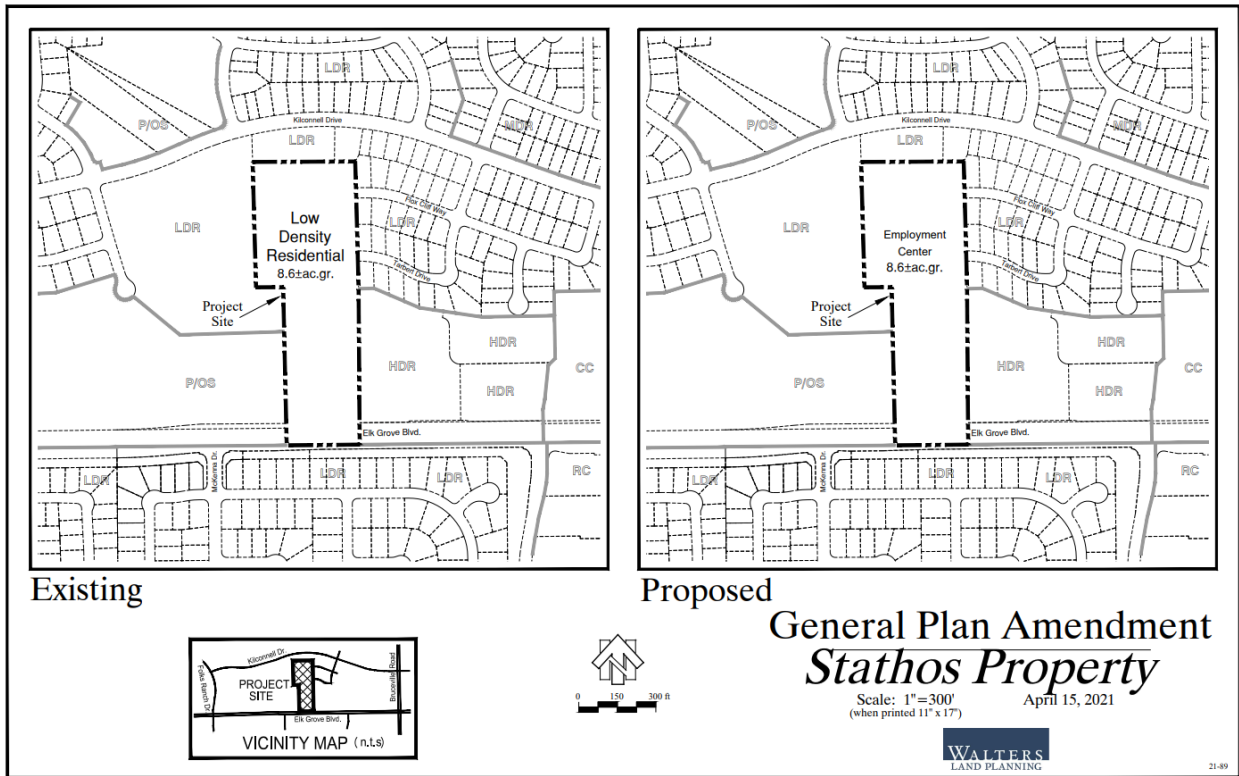 LDR
P/OS
Kilconnell Drive
MDR
LDR
Fox Cliff Way
LDR
LDR
Low
Density
Residential
8.6±ac.gr.
Tarbert Drive
Project
Site
HDR
HDR
CC
P/OS
HDR
Elk Grove Blvd.
McKenna Dr.
LDR
LDR
LDR
RC
Existing
LDR
P/OS
Kilconnell Drive
MDR
LDR
Fox Cliff Way
LDR
LDR
Employment
Center
8.6±ac.gr.
Tarbert Drive
Project
Site
HDR
HDR
CC
P/OS
HDR
Elk Grove Blvd.
McKenna Dr.
LDR
LDR
LDR
RC
Proposed
General Plan Amendment
Stathos Property
Scale: 1"=300'
April 15, 2021
(when printed 11" x 17")
Kilconnell Dr.
Folks Ranch Dr.
PROJECT
SITE
Bruceville Road
Elk Grove Blvd.
VICINITY MAP (n.t.s)
N
0 150 300 ft
WALTERS
LAND PLANNING
21-89